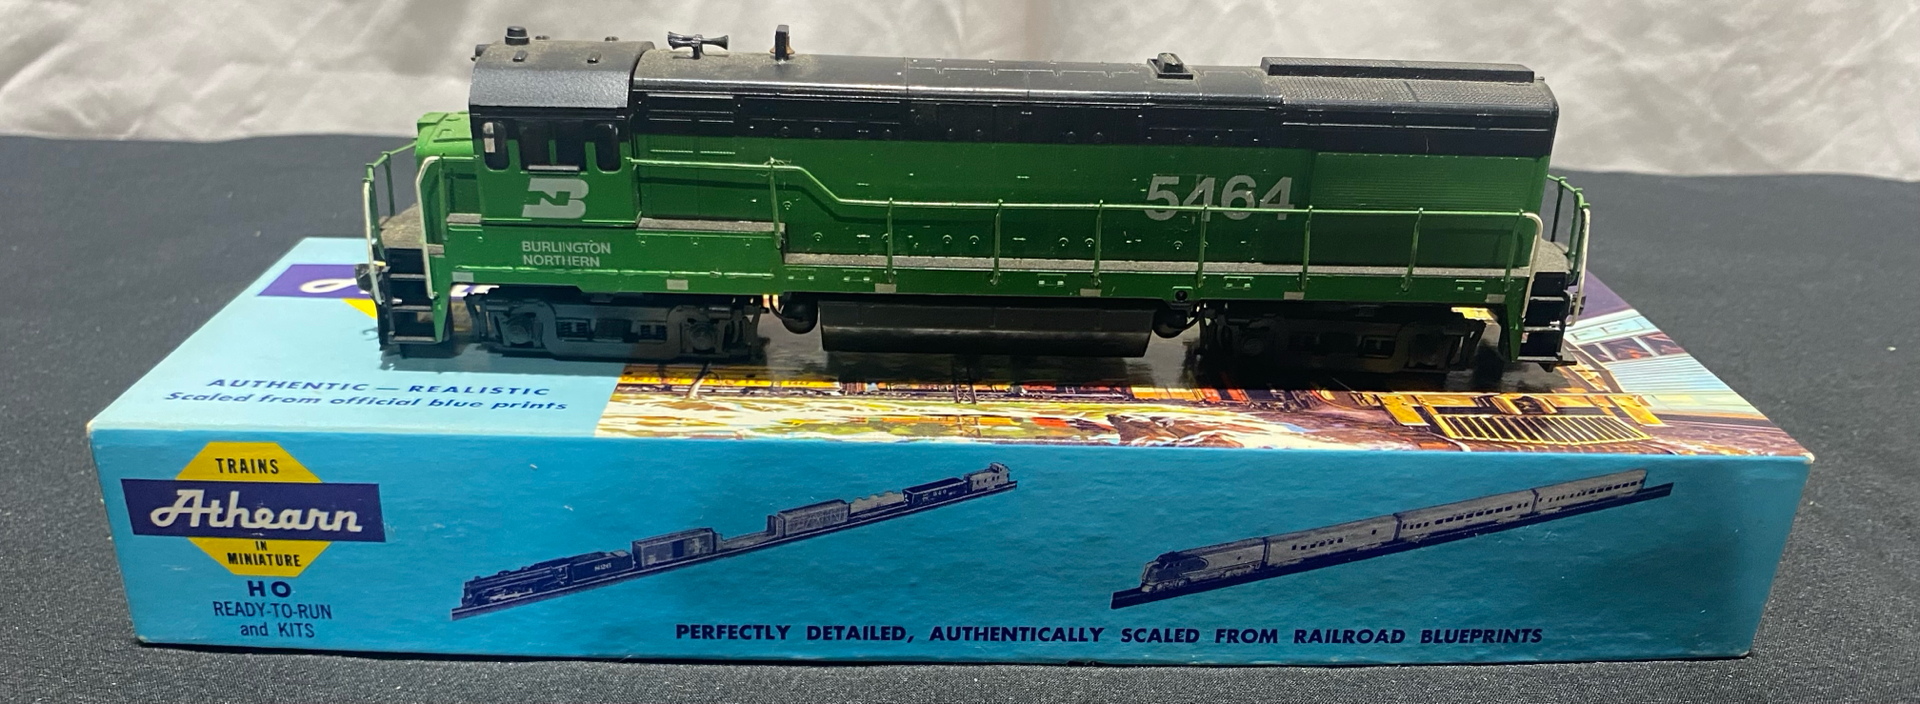 5464
BURLINGTON
NORTHERN
AUTHENTIC — REALISTIC
Scaled from official blue prints
TRAINS
Athearn
IN
MINIATURE
HO
READY-TO-RUN
and KITS
PERFECTLY DETAILED, AUTHENTICALLY SCALED FROM RAILROAD BLUEPRINTS